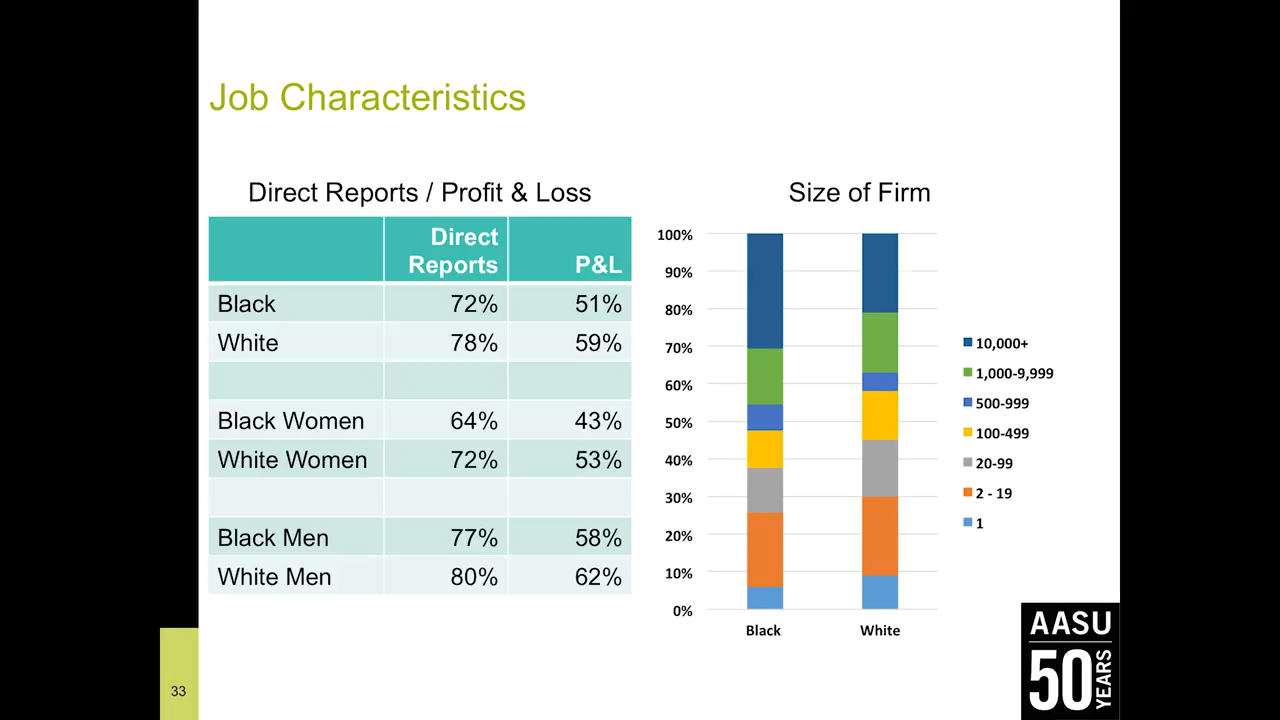 Job Characteristics
Direct Reports / Profit & Loss
Direct
Reports P&L
Black 72% 51%
White 78% 59%
Black Women 64% 43%
White Women 72% 53%
Black Men 77% 58%
White Men 80% 62%
Size of Firm
100%
90%
80%
70%
60%
50%
40%
30%
20%
10%
0%
Black White
10,000+
1,000-9,999
500-999
100-499
20-99
2 - 19
1
33
AASU
50 YEARS